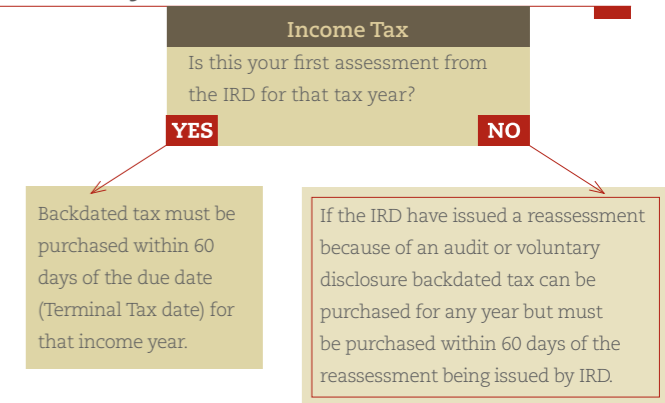 Income Tax
Is this your first assessment from
the IRD for that tax year?
YES
NO
Backdated tax must be
purchased within 60
days of the due date
(Terminal Tax date) for
that income year.
If the IRD have issued a reassessment
because of an audit or voluntary
disclosure backdated tax can be
purchased for any year but must
be purchased within 60 days of the
reassessment being issued by IRD.